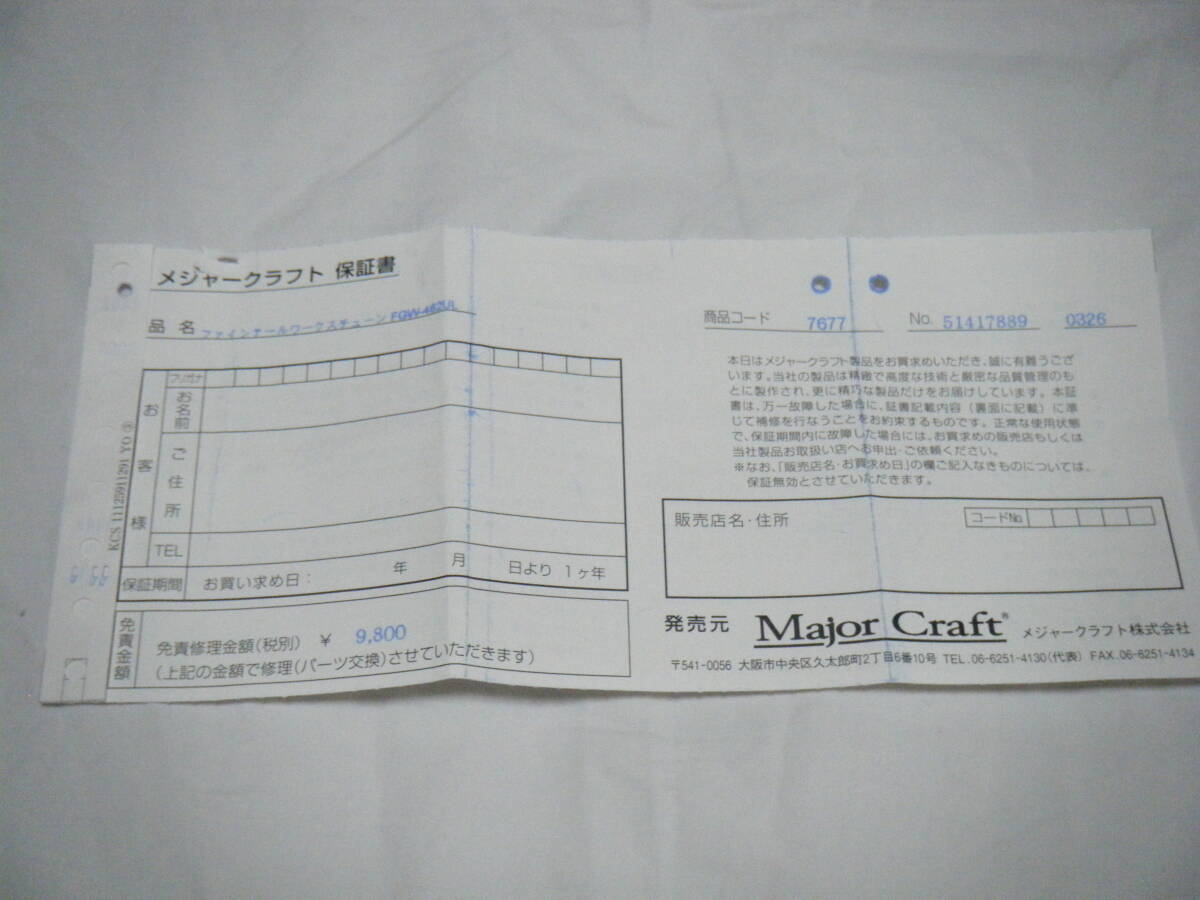 メジャークラフト 保証書
品名 ファインテールワークスチューン FGW-462UL
フリガナ
お名前
お客様
ご住所
TEL
保証期間 お買い求め日： 年 月 日より 1ヶ年
免責金額
免責修理金額(税別) ¥ 9,800
(上記の金額で修理(パーツ交換)させていただきます)
KCS 11125911291 YO
商品コード 7677 No. 51417889 0326
本日はメジャークラフト製品をお買求めいただき、誠に有難うござ
います。当社の製品は精緻で高度な技術と厳密な品質管理のも
とに製作され、更に精巧な製品だけをお届けしています。本証
書は、万一故障した場合に、証書記載内容(裏面に記載)に準
じて補修を行なうことをお約束するものです。正常な使用状態
で、保証期間内に故障した場合には、お買求めの販売店もしくは
当社製品お取扱い店へお申出・ご依頼ください。
※なお、「販売店名・お買求め日」の欄ご記入なきものについては、
保証無効とさせていただきます。
販売店名・住所 コードNo
発売元 Major Craft® メジャークラフト株式会社
〒541-0056 大阪市中央区久太郎町2丁目6番10号 TEL.06-6251-4130(代表) FAX.06-6251-4134